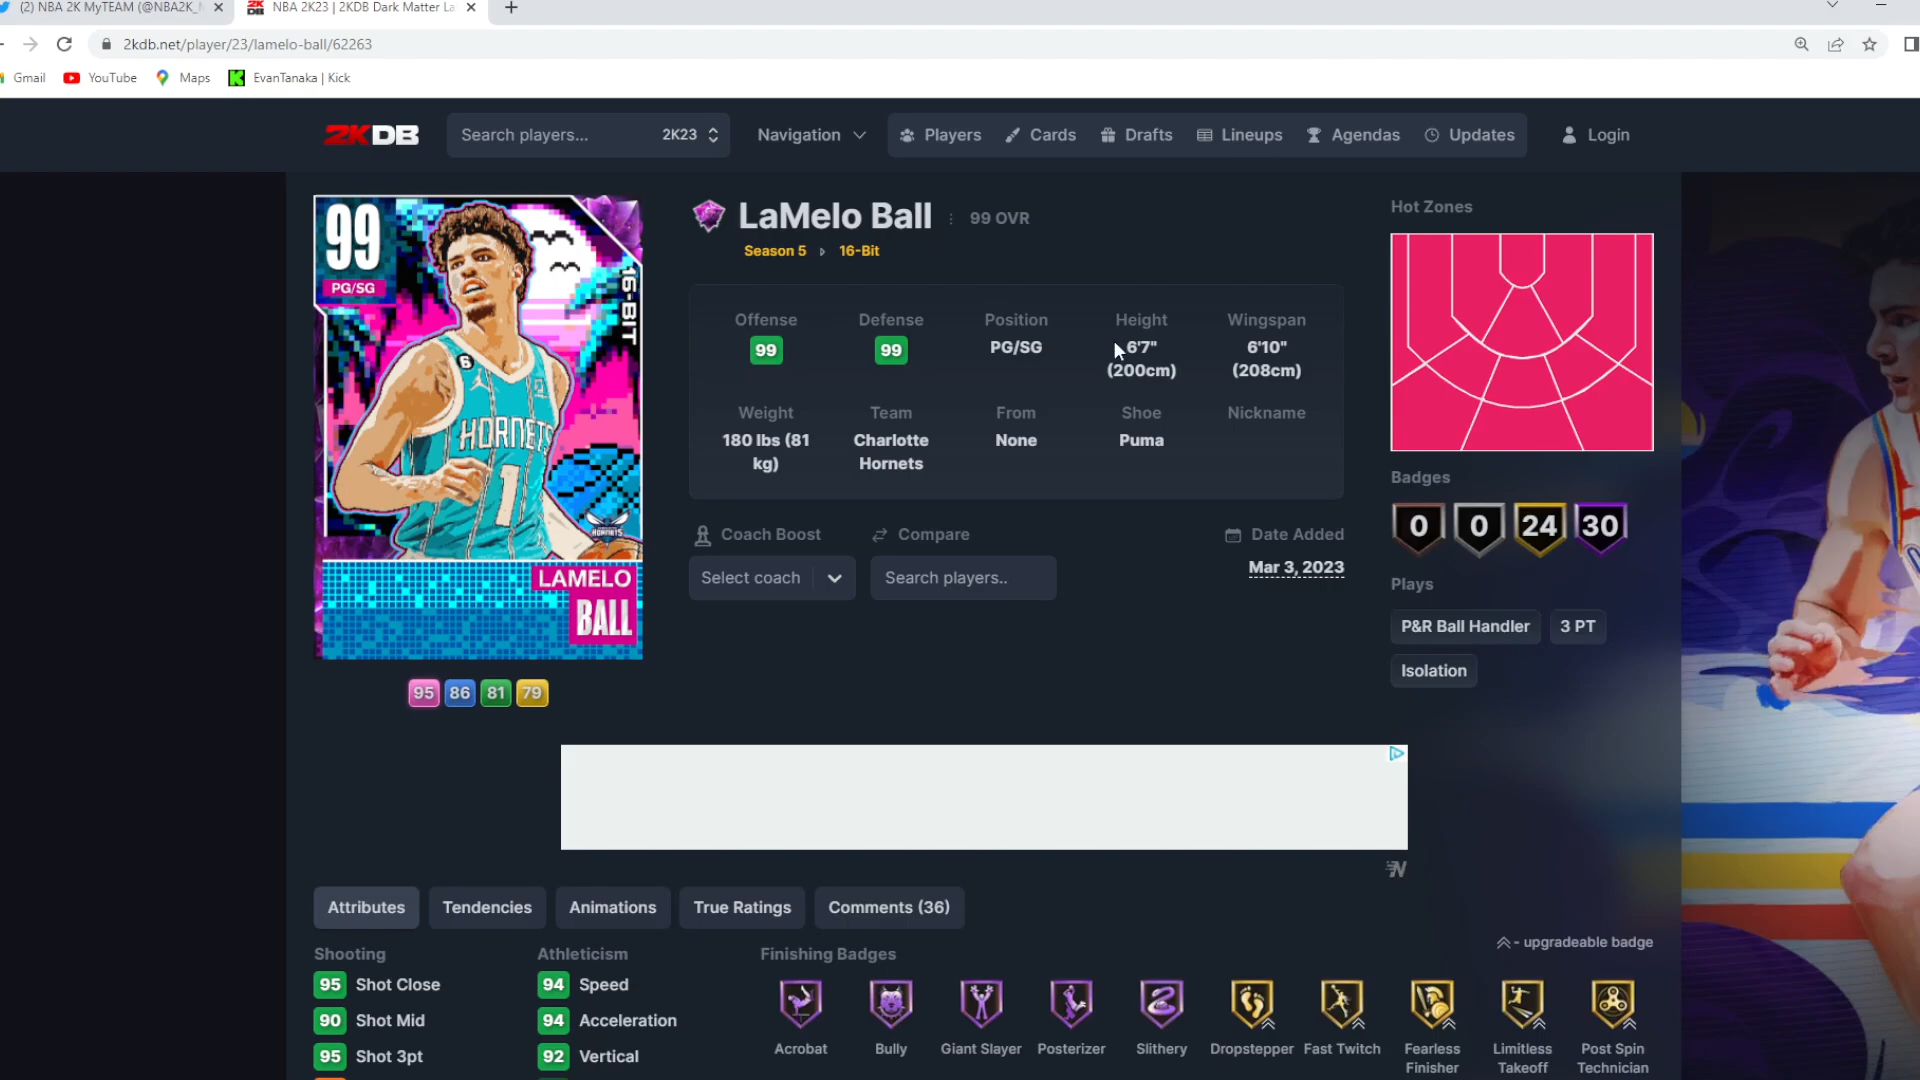 (2) NBA 2K MyTEAM (@NBA2K_
NBA 2K23 | 2KDB Dark Matter La
2kdb.net/player/23/lamelo-ball/62263
Gmail
YouTube
Maps
EvanTanaka | Kick
2KDB
Search players...
2K23
Navigation
Players
Cards
Drafts
Lineups
Agendas
Updates
Login
99
PG/SG
16-BIT
6
HORNETS
1
HORNETS
LAMELO
BALL
95 86 81 79
LaMelo Ball
99 OVR
Season 5
16-Bit
Offense
99
Defense
99
Position
PG/SG
Height
6'7"
(200cm)
Wingspan
6'10"
(208cm)
Weight
180 lbs (81
kg)
Team
Charlotte
Hornets
From
None
Shoe
Puma
Nickname
Coach Boost
Select coach
Compare
Search players..
Date Added
Mar 3, 2023
Hot Zones
Badges
0 0 24 30
Plays
P&R Ball Handler
3 PT
Isolation
Attributes
Tendencies
Animations
True Ratings
Comments (36)
- upgradeable badge
Shooting
95 Shot Close
90 Shot Mid
95 Shot 3pt
Athleticism
94 Speed
94 Acceleration
92 Vertical
Finishing Badges
Acrobat
Bully
Giant Slayer
Posterizer
Slithery
Dropstepper
Fast Twitch
Fearless
Finisher
Limitless
Takeoff
Post Spin
Technician